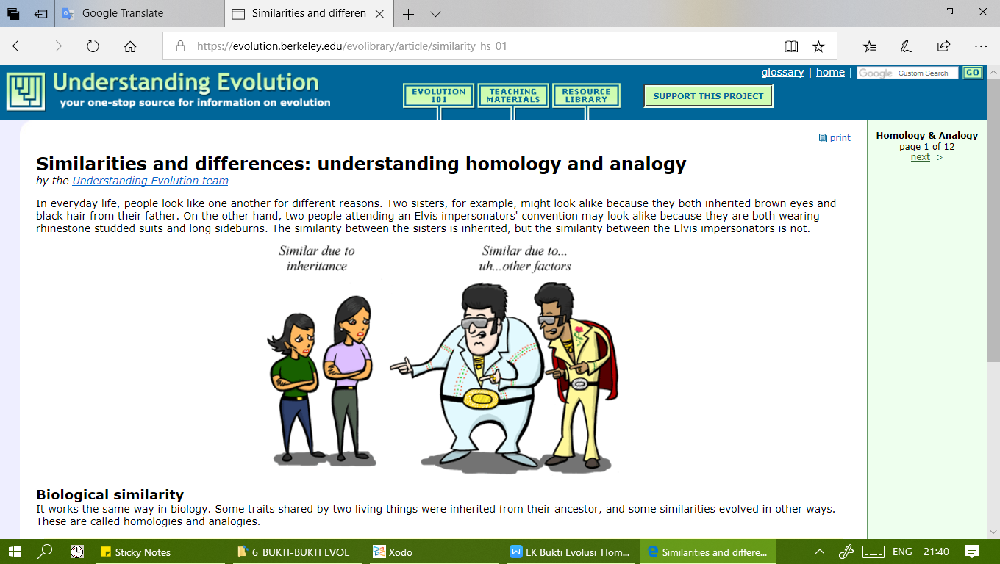 Google Translate
Similarities and differen
https://evolution.berkeley.edu/evolibrary/article/similarity_hs_01
glossary | home |
Google Custom Search
GO
Understanding Evolution
your one-stop source for information on evolution
EVOLUTION
101
TEACHING
MATERIALS
RESOURCE
LIBRARY
SUPPORT THIS PROJECT
print
Homology & Analogy
page 1 of 12
next >
Similarities and differences: understanding homology and analogy
by the Understanding Evolution team
In everyday life, people look like one another for different reasons. Two sisters, for example, might look alike because they both inherited brown eyes and
black hair from their father. On the other hand, two people attending an Elvis impersonators' convention may look alike because they are both wearing
rhinestone studded suits and long sideburns. The similarity between the sisters is inherited, but the similarity between the Elvis impersonators is not.
Similar due to
inheritance
Similar due to...
uh...other factors
Biological similarity
It works the same way in biology. Some traits shared by two living things were inherited from their ancestor, and some similarities evolved in other ways.
These are called homologies and analogies.
Sticky Notes
6_BUKTI-BUKTI EVOL
Xodo
LK Bukti Evolusi_Hom...
Similarities and differe...
ENG
21:40